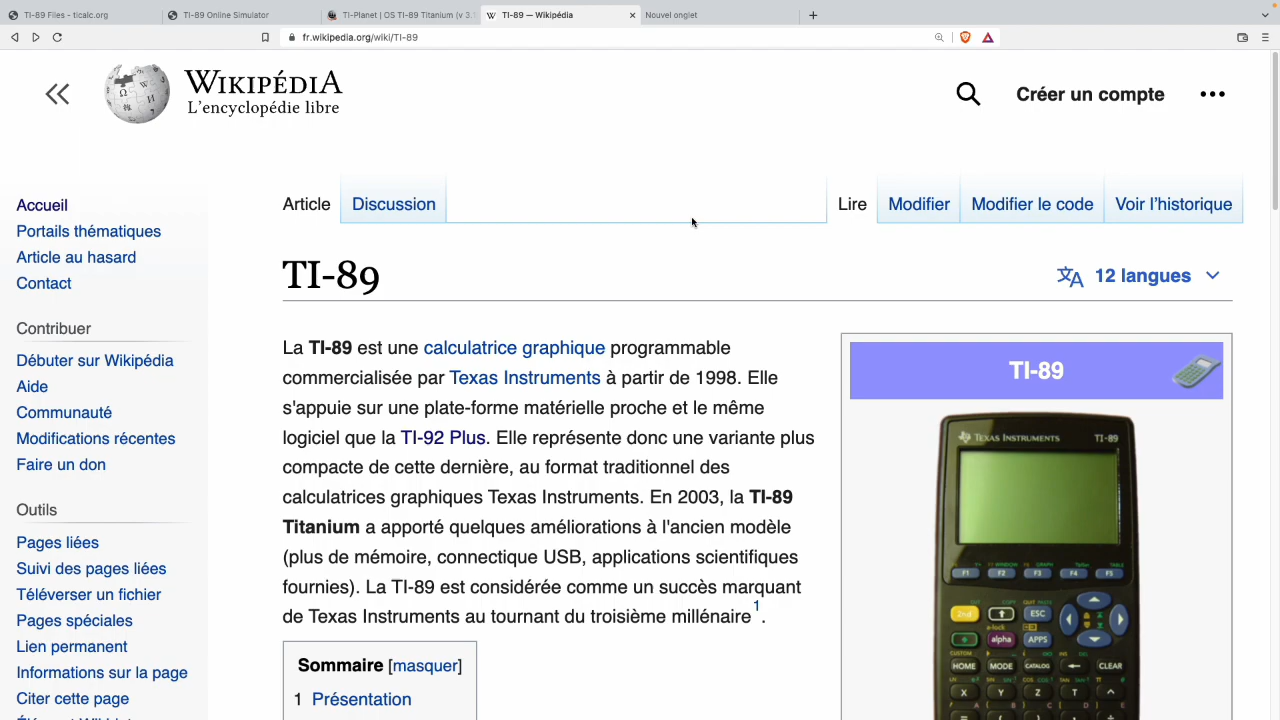 TI-89 Files - ticalc.org
TI-89 Online Simulator
TI-Planet | OS TI-89 Titanium (v 3.1
TI-89 — Wikipédia
Nouvel onglet
fr.wikipedia.org/wiki/TI-89
WIKIPÉDIA
L'encyclopédie libre
Créer un compte
Article
Discussion
Lire
Modifier
Modifier le code
Voir l'historique
Accueil
Portails thématiques
Article au hasard
Contact
Contribuer
Débuter sur Wikipédia
Aide
Communauté
Modifications récentes
Faire un don
Outils
Pages liées
Suivi des pages liées
Téléverser un fichier
Pages spéciales
Lien permanent
Informations sur la page
Citer cette page
TI-89
12 langues
La TI-89 est une calculatrice graphique programmable
commercialisée par Texas Instruments à partir de 1998. Elle
s'appuie sur une plate-forme matérielle proche et le même
logiciel que la TI-92 Plus. Elle représente donc une variante plus
compacte de cette dernière, au format traditionnel des
calculatrices graphiques Texas Instruments. En 2003, la TI-89
Titanium a apporté quelques améliorations à l'ancien modèle
(plus de mémoire, connectique USB, applications scientifiques
fournies). La TI-89 est considérée comme un succès marquant
de Texas Instruments au tournant du troisième millénaire 1.
Sommaire [masquer]
1 Présentation
TI-89
TEXAS INSTRUMENTS TI-89
F1 F2 F3 F4 F5
2nd ESC
alpha APPS
HOME MODE CATALOG ← CLEAR
X Y Z T ^